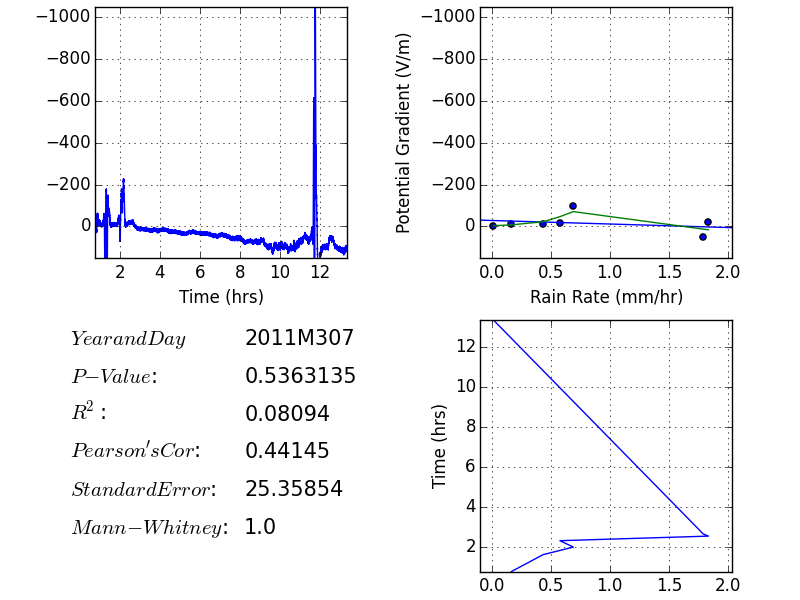 −1000
−800
−600
−400
−200
0
2 4 6 8 10 12
Time (hrs)
Potential Gradient (V/m)
−1000
−800
−600
−400
−200
0
0.0 0.5 1.0 1.5 2.0
Rain Rate (mm/hr)
YearandDay 2011M307
P−Value: 0.5363135
R²: 0.08094
Pearson'sCor: 0.44145
StandardError: 25.35854
Mann−Whitney: 1.0
Time (hrs)
12
10
8
6
4
2
0.0 0.5 1.0 1.5 2.0